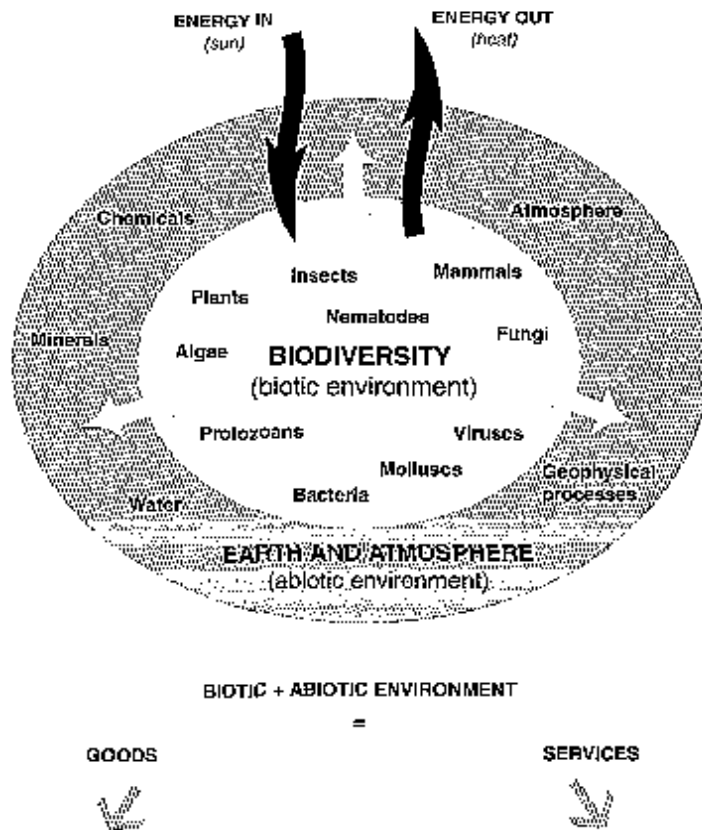 ENERGY IN
(sun)
ENERGY OUT
(heat)
Chemicals
Atmosphere
Insects
Mammals
Plants
Nematodes
Minerals
Fungi
Algae
BIODIVERSITY
(biotic environment)
Protozoans
Viruses
Molluses
Geophysical
processes
Bacteria
Water
EARTH AND ATMOSPHERE
(abiotic environment)
BIOTIC + ABIOTIC ENVIRONMENT
=
GOODS
SERVICES